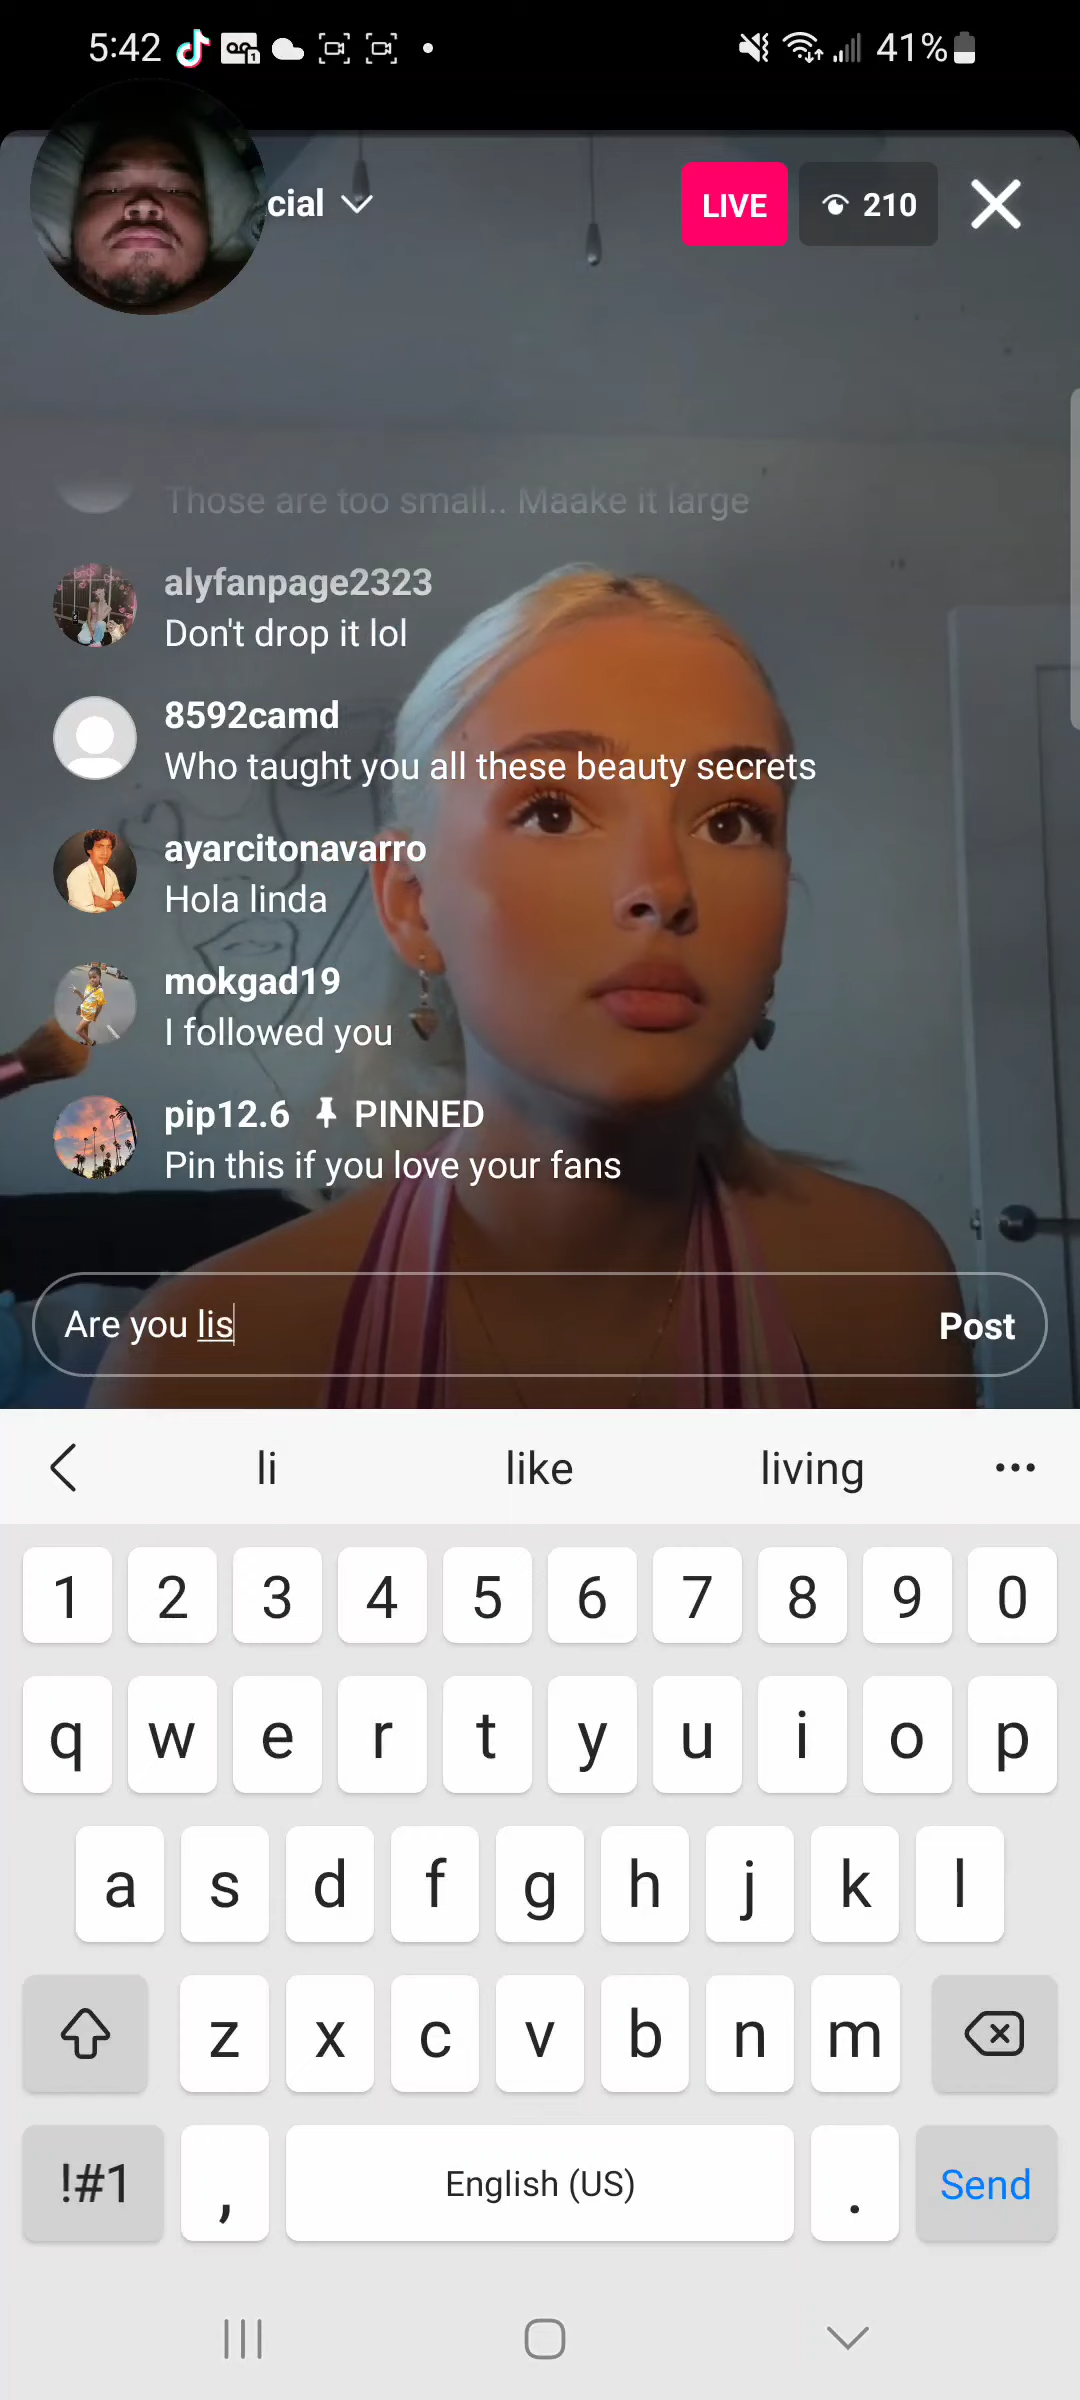 5:42
41%
cial
LIVE
210
Those are too small.. Maake it large
alyfanpage2323
Don't drop it lol
8592camd
Who taught you all these beauty secrets
ayarcitonavarro
Hola linda
mokgad19
I followed you
pip12.6 PINNED
Pin this if you love your fans
Are you lis
Post
li like living
1 2 3 4 5 6 7 8 9 0
q w e r t y u i o p
a s d f g h j k l
z x c v b n m
!#1 , English (US) . Send